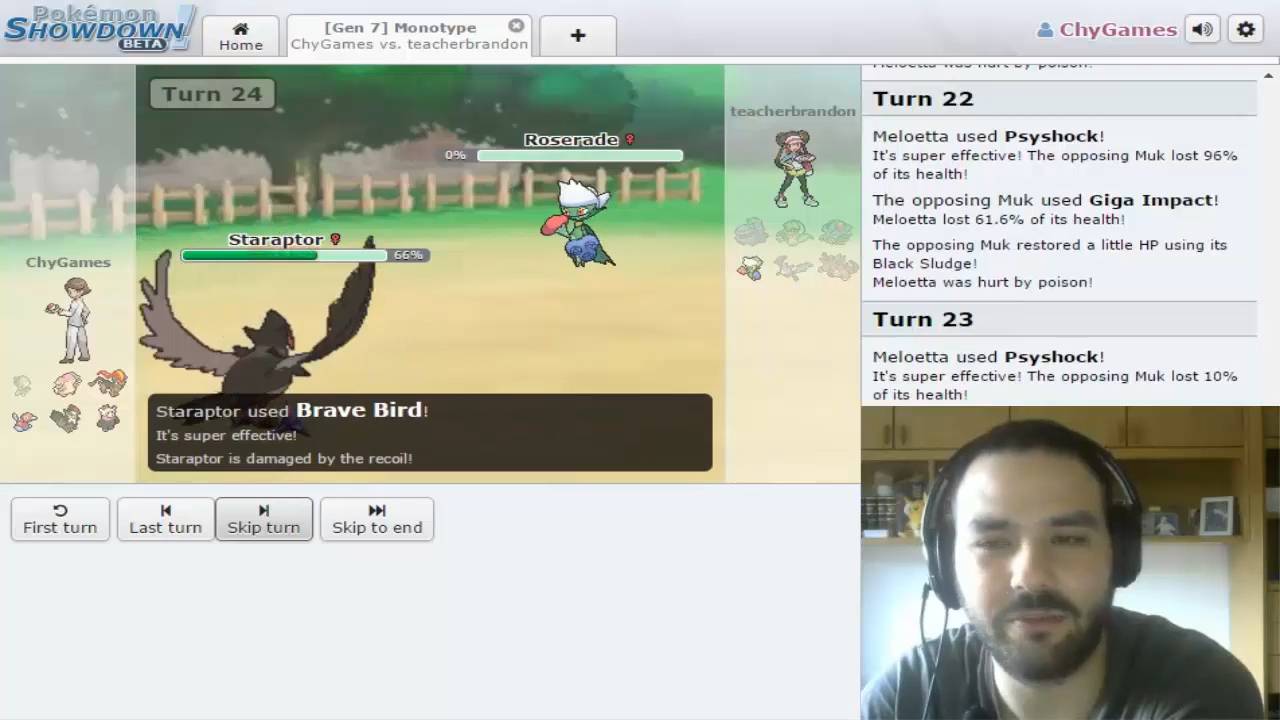 Pokémon
SHOWDOWN!
BETA
Home
[Gen 7] Monotype
ChyGames vs. teacherbrandon
+
ChyGames
Turn 24
Roserade
0%
Staraptor
66%
ChyGames
teacherbrandon
Staraptor used Brave Bird!
It's super effective!
Staraptor is damaged by the recoil!
First turn
Last turn
Skip turn
Skip to end
Meloetta was hurt by poison!
Turn 22
Meloetta used Psyshock!
It's super effective! The opposing Muk lost 96%
of its health!
The opposing Muk used Giga Impact!
Meloetta lost 61.6% of its health!
The opposing Muk restored a little HP using its
Black Sludge!
Meloetta was hurt by poison!
Turn 23
Meloetta used Psyshock!
It's super effective! The opposing Muk lost 10%
of its health!